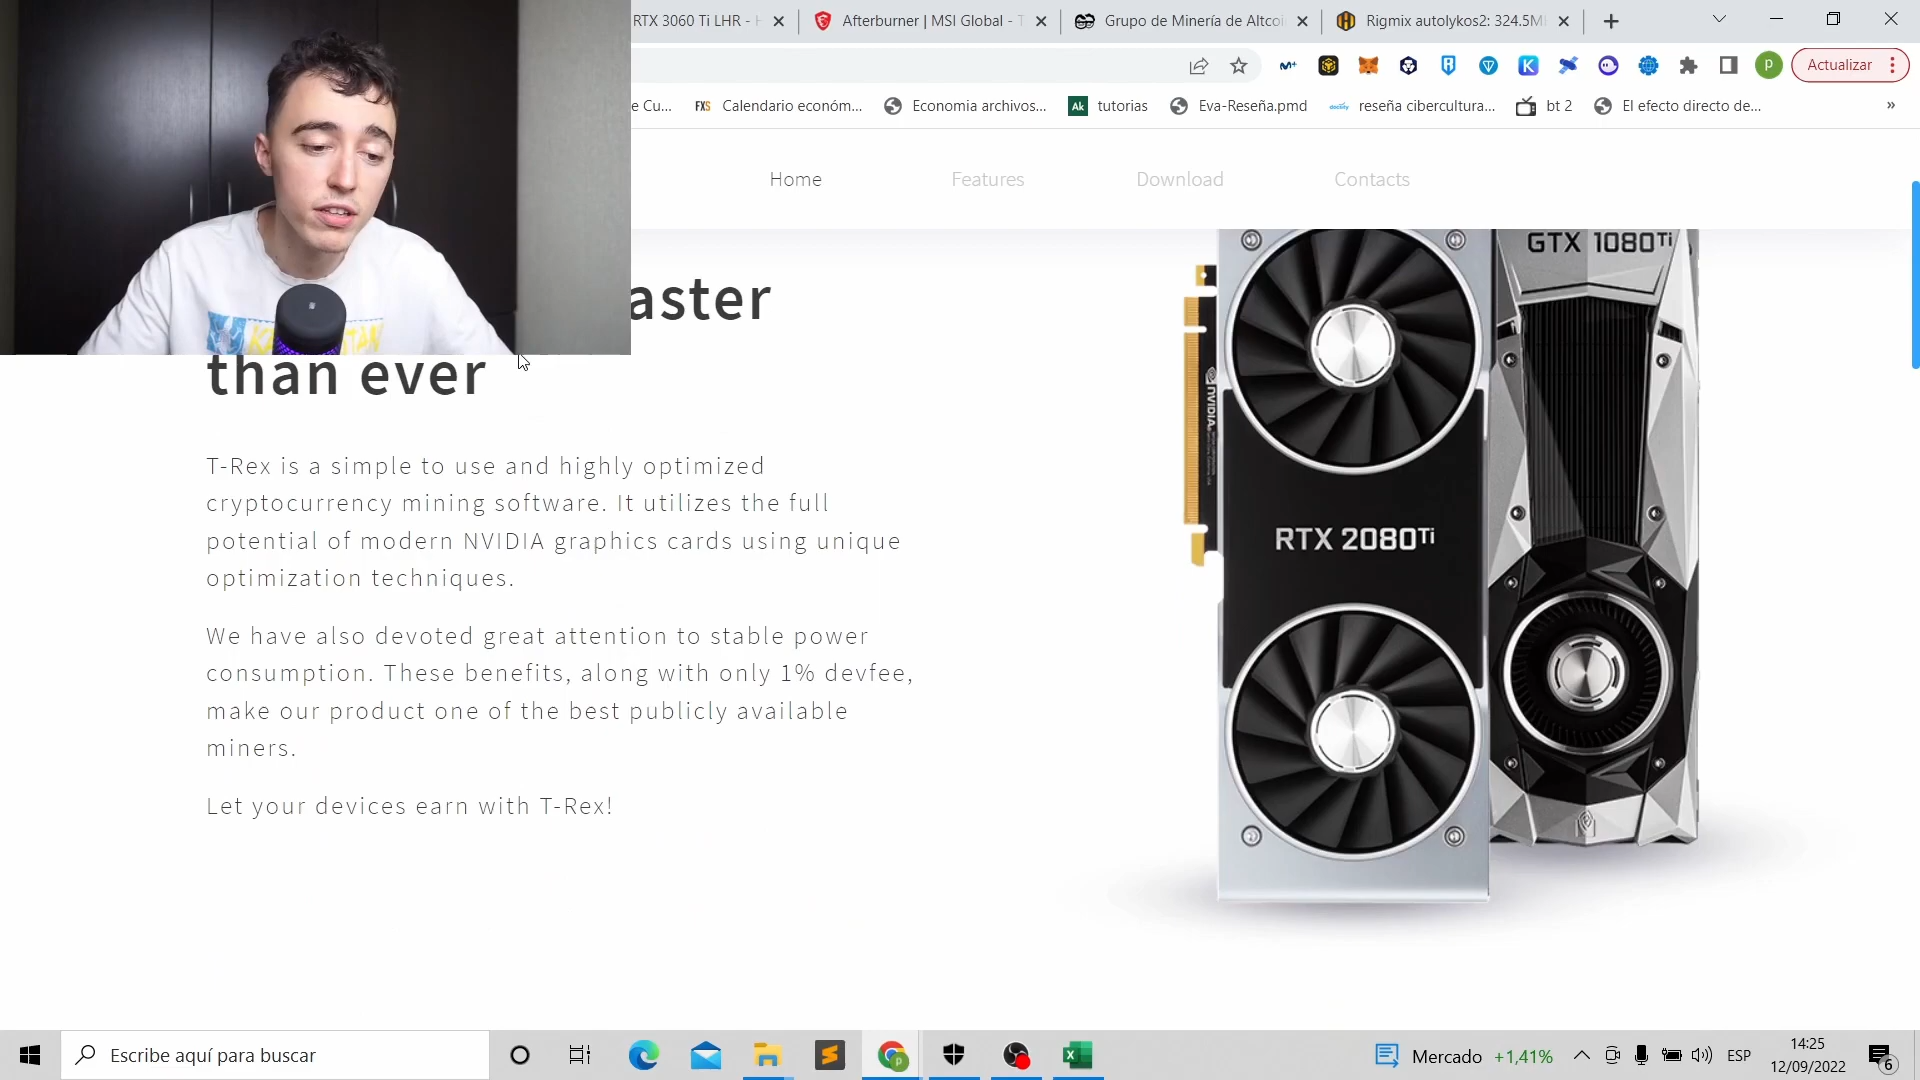 RTX 3060 Ti LHR - H
Afterburner | MSI Global - T
Grupo de Minería de Altcoi
Rigmix autolykos2: 324.5M
P
Actualizar
e Cu...
FXS Calendario económ...
Economia archivos...
Ak tutorias
Eva-Reseña.pmd
reseña cibercultura...
bt 2
El efecto directo de...
»
Home
Features
Download
Contacts
aster
than ever
T-Rex is a simple to use and highly optimized
cryptocurrency mining software. It utilizes the full
potential of modern NVIDIA graphics cards using unique
optimization techniques.
We have also devoted great attention to stable power
consumption. These benefits, along with only 1% devfee,
make our product one of the best publicly available
miners.
Let your devices earn with T-Rex!
GTX 1080Ti
NVIDIA
RTX 2080Ti
Escribe aquí para buscar
Mercado +1,41%
ESP
14:25
12/09/2022
6